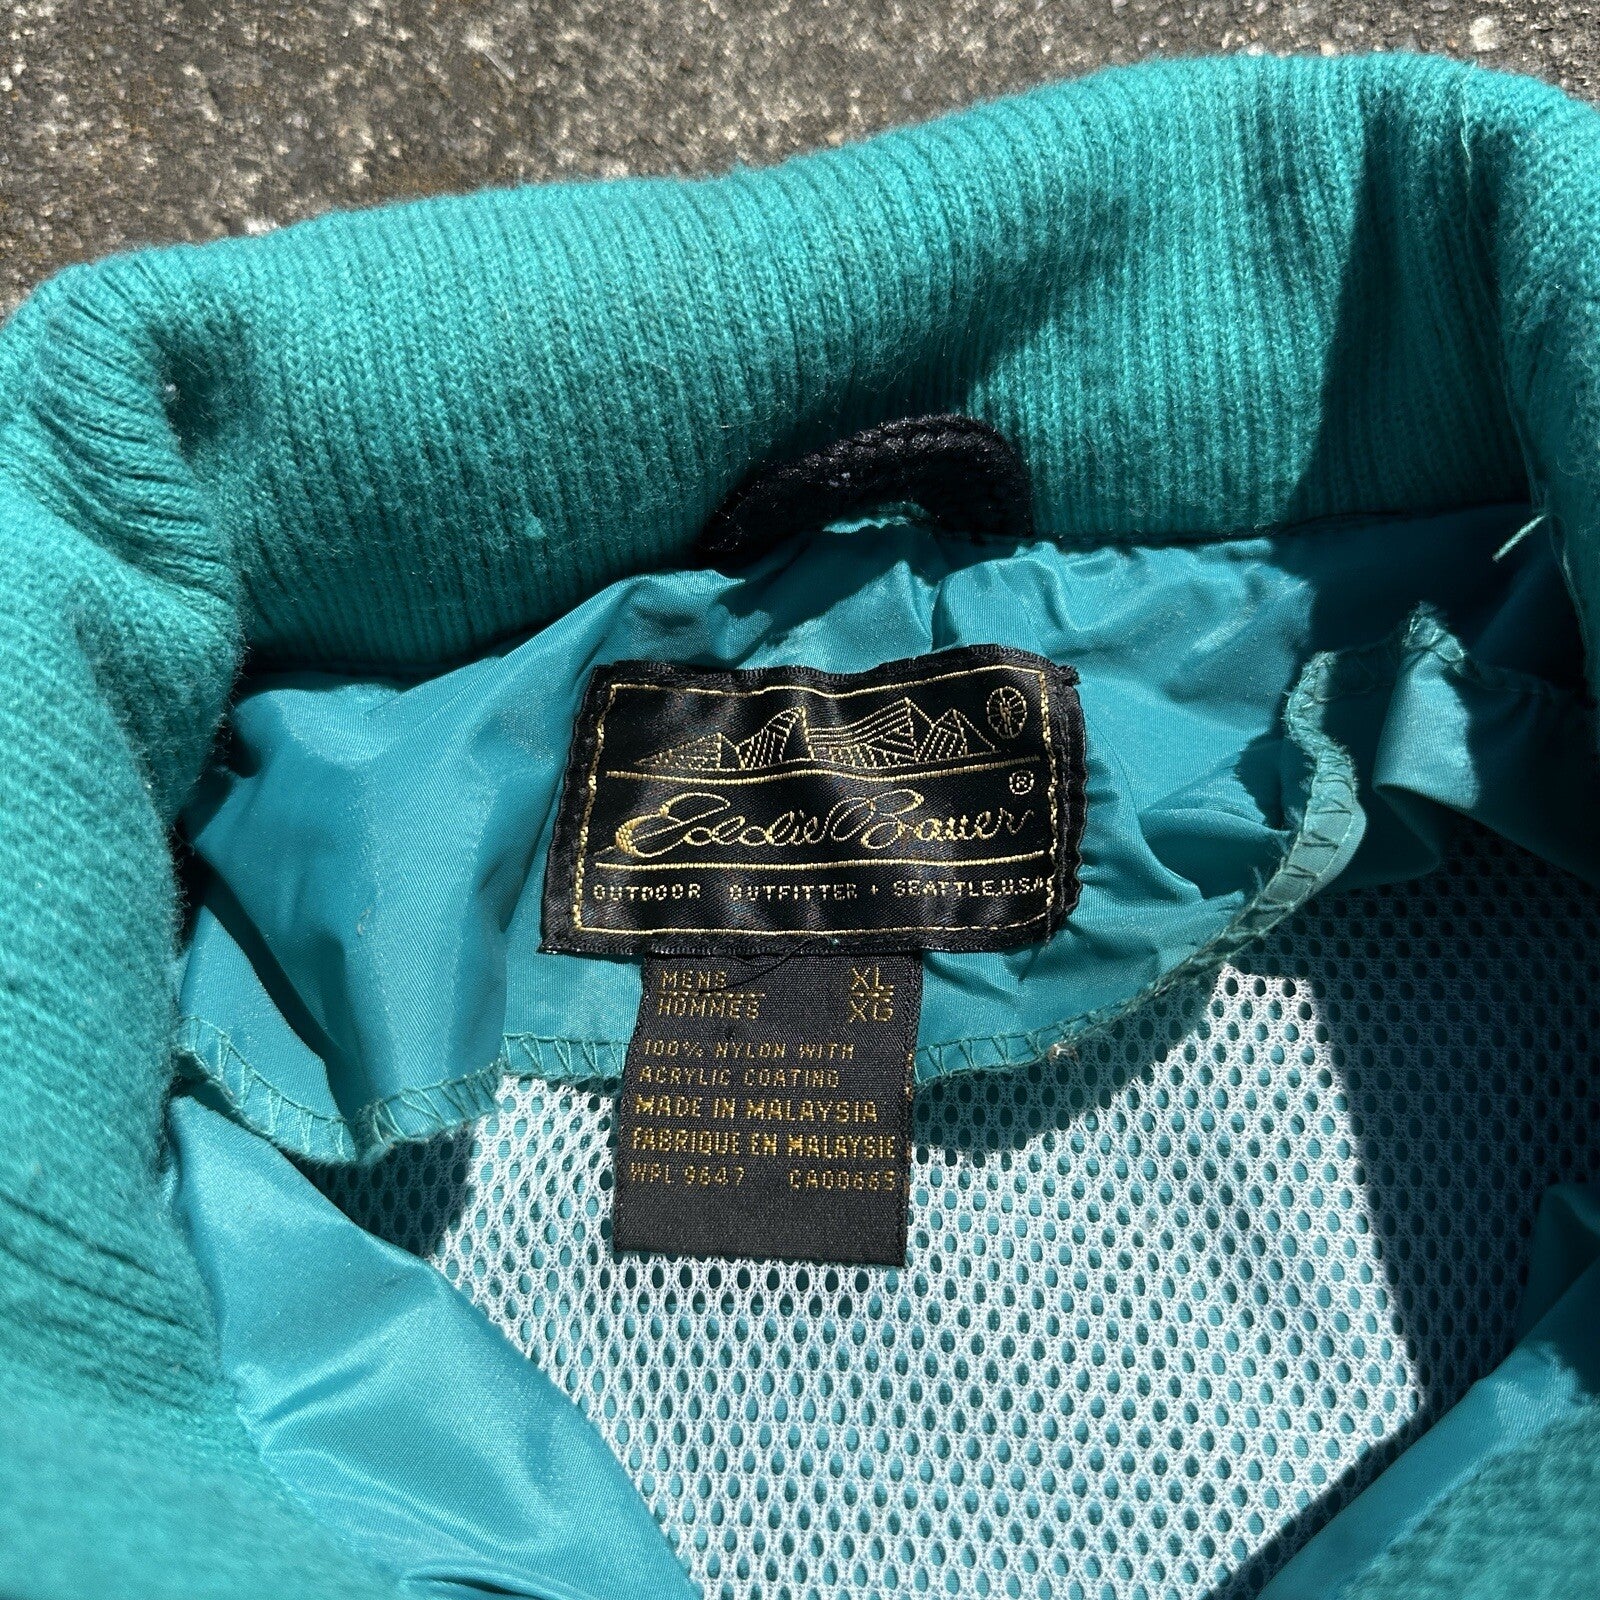 Eddie Bauer®
OUTDOOR OUTFITTER • SEATTLE, U.S.A.
MENS XL
HOMMES XG
100% NYLON WITH
ACRYLIC COATING
MADE IN MALAYSIA
FABRIQUE EN MALAYSIE
WPL 9647 CA00669